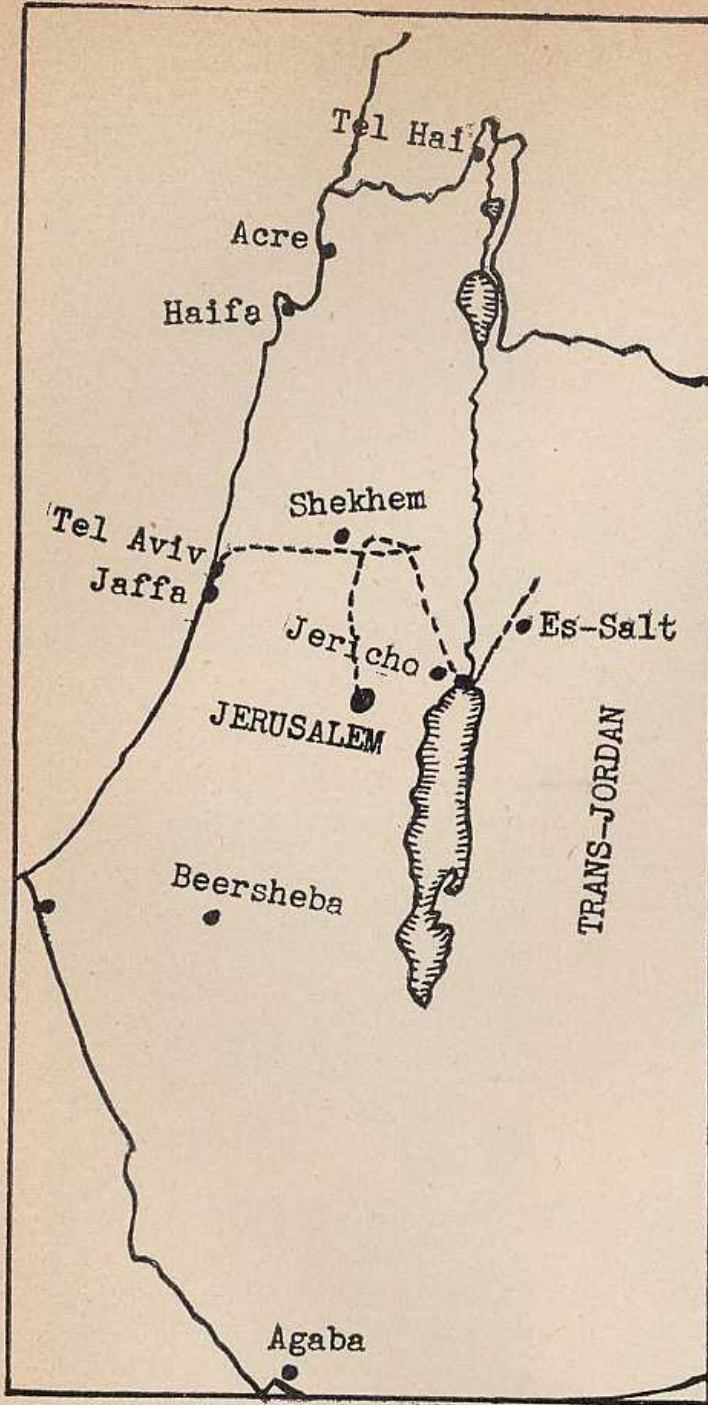 Tel Hai
Acre
Haifa
Shekhem
Tel Aviv
Jaffa
Es-Salt
Jericho
JERUSALEM
TRANS-JORDAN
Beersheba
Agaba